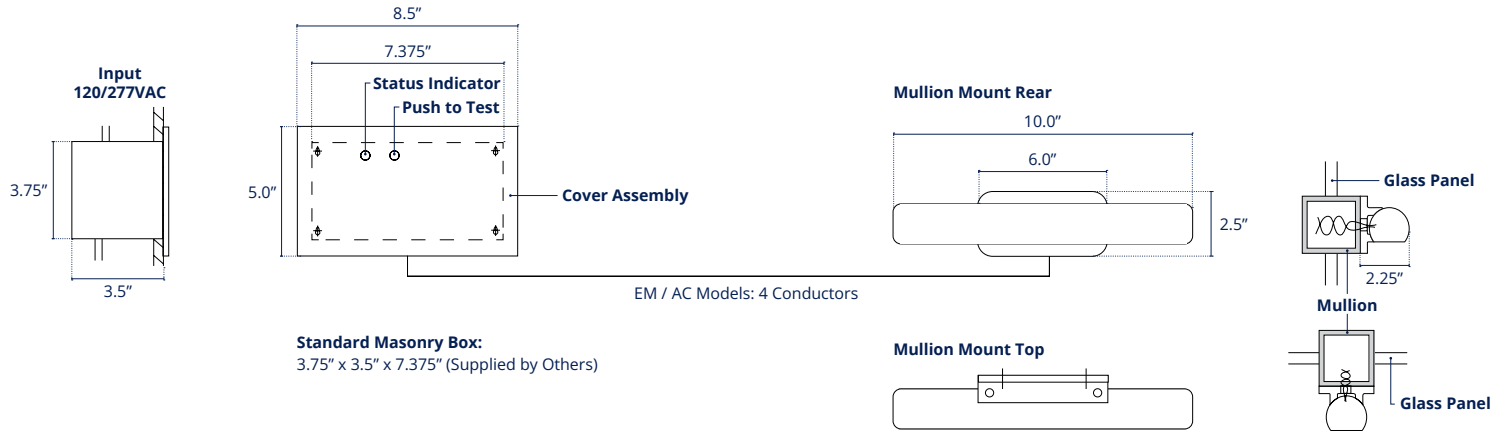 8.5”
7.375”
Input
120/277VAC
Status Indicator
Push to Test
3.75”
3.5”
5.0”
Cover Assembly
EM / AC Models: 4 Conductors
Standard Masonry Box:
3.75” x 3.5” x 7.375” (Supplied by Others)
Mullion Mount Rear
10.0”
6.0”
2.5”
Mullion Mount Top
Glass Panel
2.25”
Mullion
Glass Panel